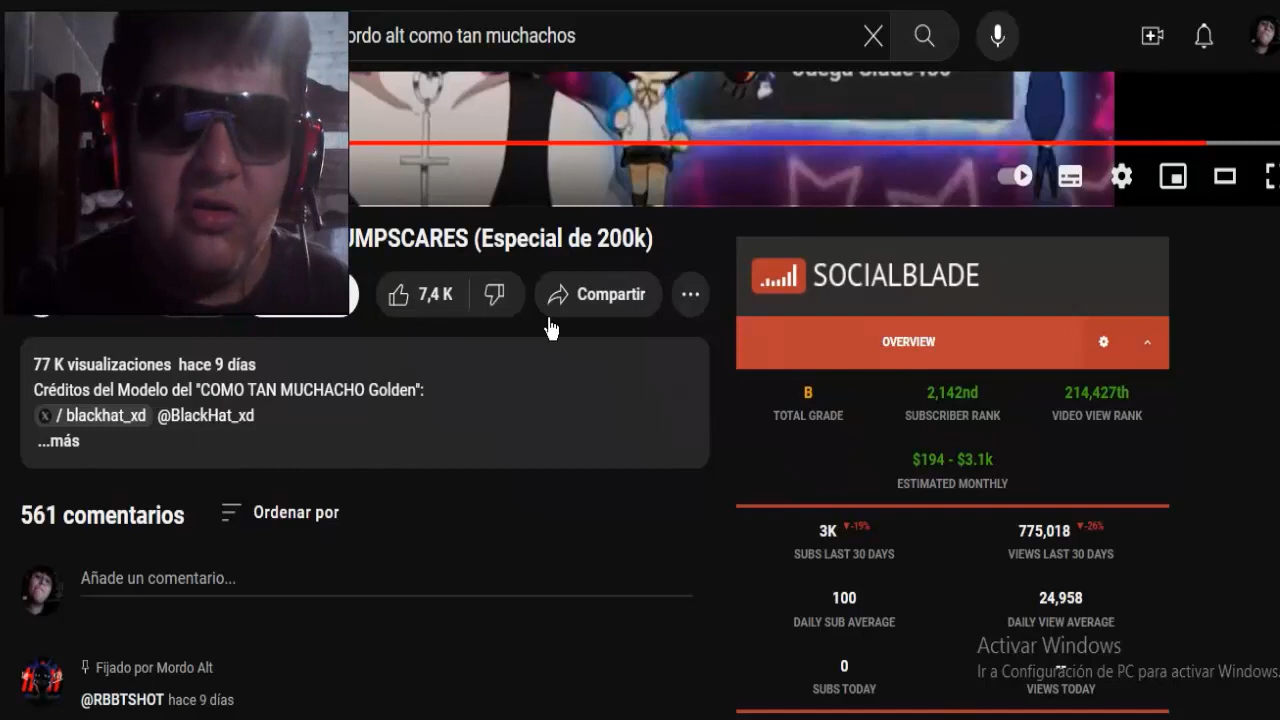 ordo alt como tan muchachos
UMPSCARES (Especial de 200k)
7,4 K
Compartir
77 K visualizaciones hace 9 días
Créditos del Modelo del "COMO TAN MUCHACHO Golden":
/ blackhat_xd @BlackHat_xd
...más
561 comentarios
Ordenar por
Añade un comentario...
Fijado por Mordo Alt
@RBBTSHOT hace 9 días
SOCIALBLADE
OVERVIEW
B 2,142nd 214,427th
TOTAL GRADE SUBSCRIBER RANK VIDEO VIEW RANK
$194 - $3.1k
ESTIMATED MONTHLY
3K -19% 775,018 -26%
SUBS LAST 30 DAYS VIEWS LAST 30 DAYS
100 24,958
DAILY SUB AVERAGE DAILY VIEW AVERAGE
0 --
SUBS TODAY VIEWS TODAY
Activar Windows
Ir a Configuración de PC para activar Windows.